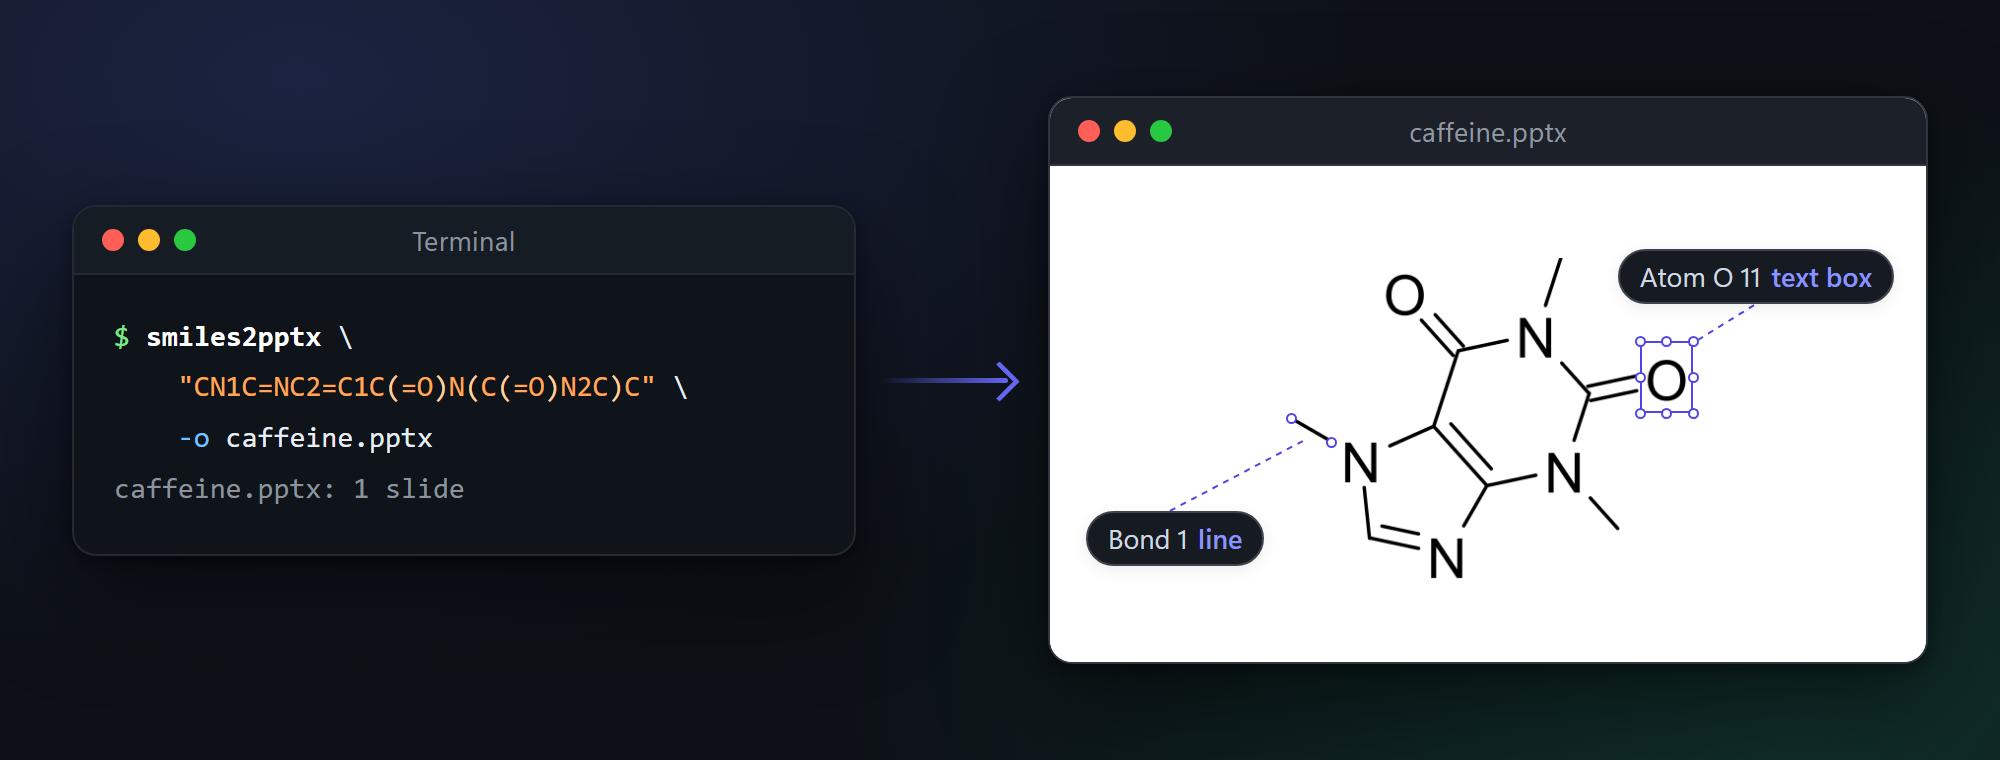 Terminal
$ smiles2pptx \
"CN1C=NC2=C1C(=O)N(C(=O)N2C)C" \
-o caffeine.pptx
caffeine.pptx: 1 slide
caffeine.pptx
Atom O 11 text box
O
N
O
N
N
N
Bond 1 line